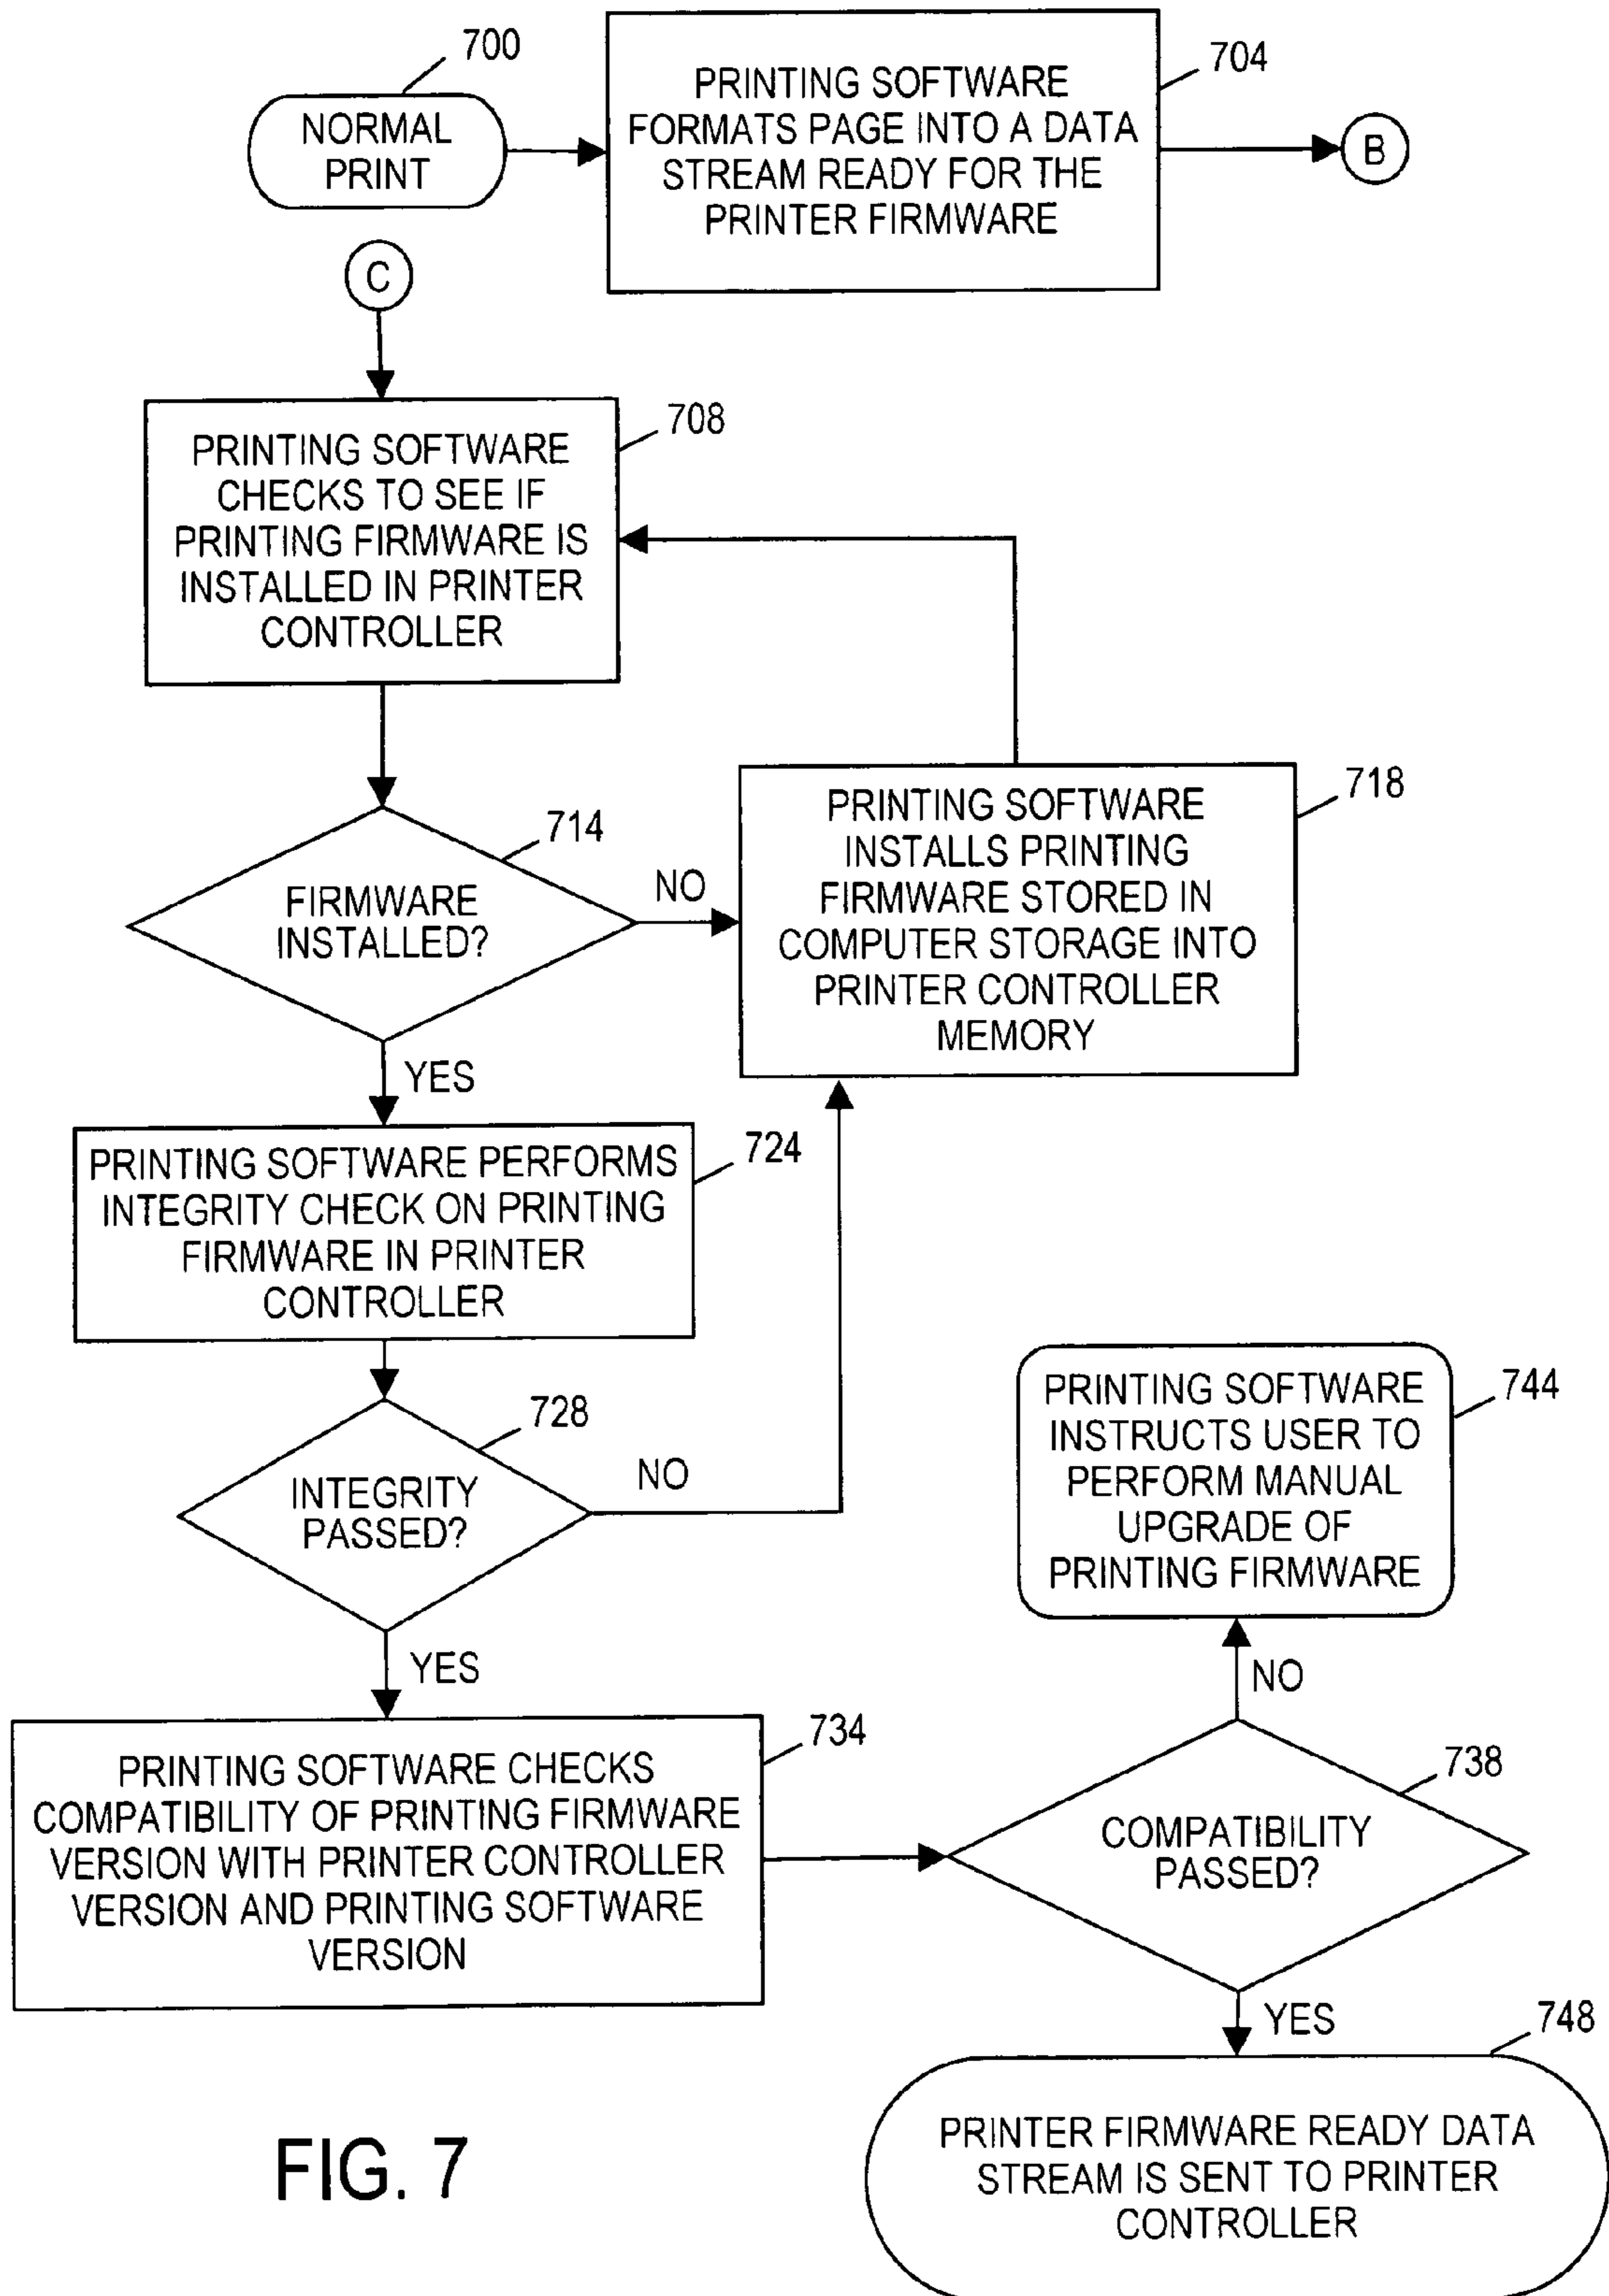 700
NORMAL
PRINT
PRINTING SOFTWARE
FORMATS PAGE INTO A DATA
STREAM READY FOR THE
PRINTER FIRMWARE
704
B
C
PRINTING SOFTWARE
CHECKS TO SEE IF
PRINTING FIRMWARE IS
INSTALLED IN PRINTER
CONTROLLER
708
FIRMWARE
INSTALLED?
714
NO
YES
PRINTING SOFTWARE
INSTALLS PRINTING
FIRMWARE STORED IN
COMPUTER STORAGE INTO
PRINTER CONTROLLER
MEMORY
718
PRINTING SOFTWARE PERFORMS
INTEGRITY CHECK ON PRINTING
FIRMWARE IN PRINTER
CONTROLLER
724
INTEGRITY
PASSED?
728
NO
YES
PRINTING SOFTWARE CHECKS
COMPATIBILITY OF PRINTING FIRMWARE
VERSION WITH PRINTER CONTROLLER
VERSION AND PRINTING SOFTWARE
VERSION
734
COMPATIBILITY
PASSED?
738
NO
PRINTING SOFTWARE
INSTRUCTS USER TO
PERFORM MANUAL
UPGRADE OF
PRINTING FIRMWARE
744
YES
PRINTER FIRMWARE READY DATA
STREAM IS SENT TO PRINTER
CONTROLLER
748
FIG. 7